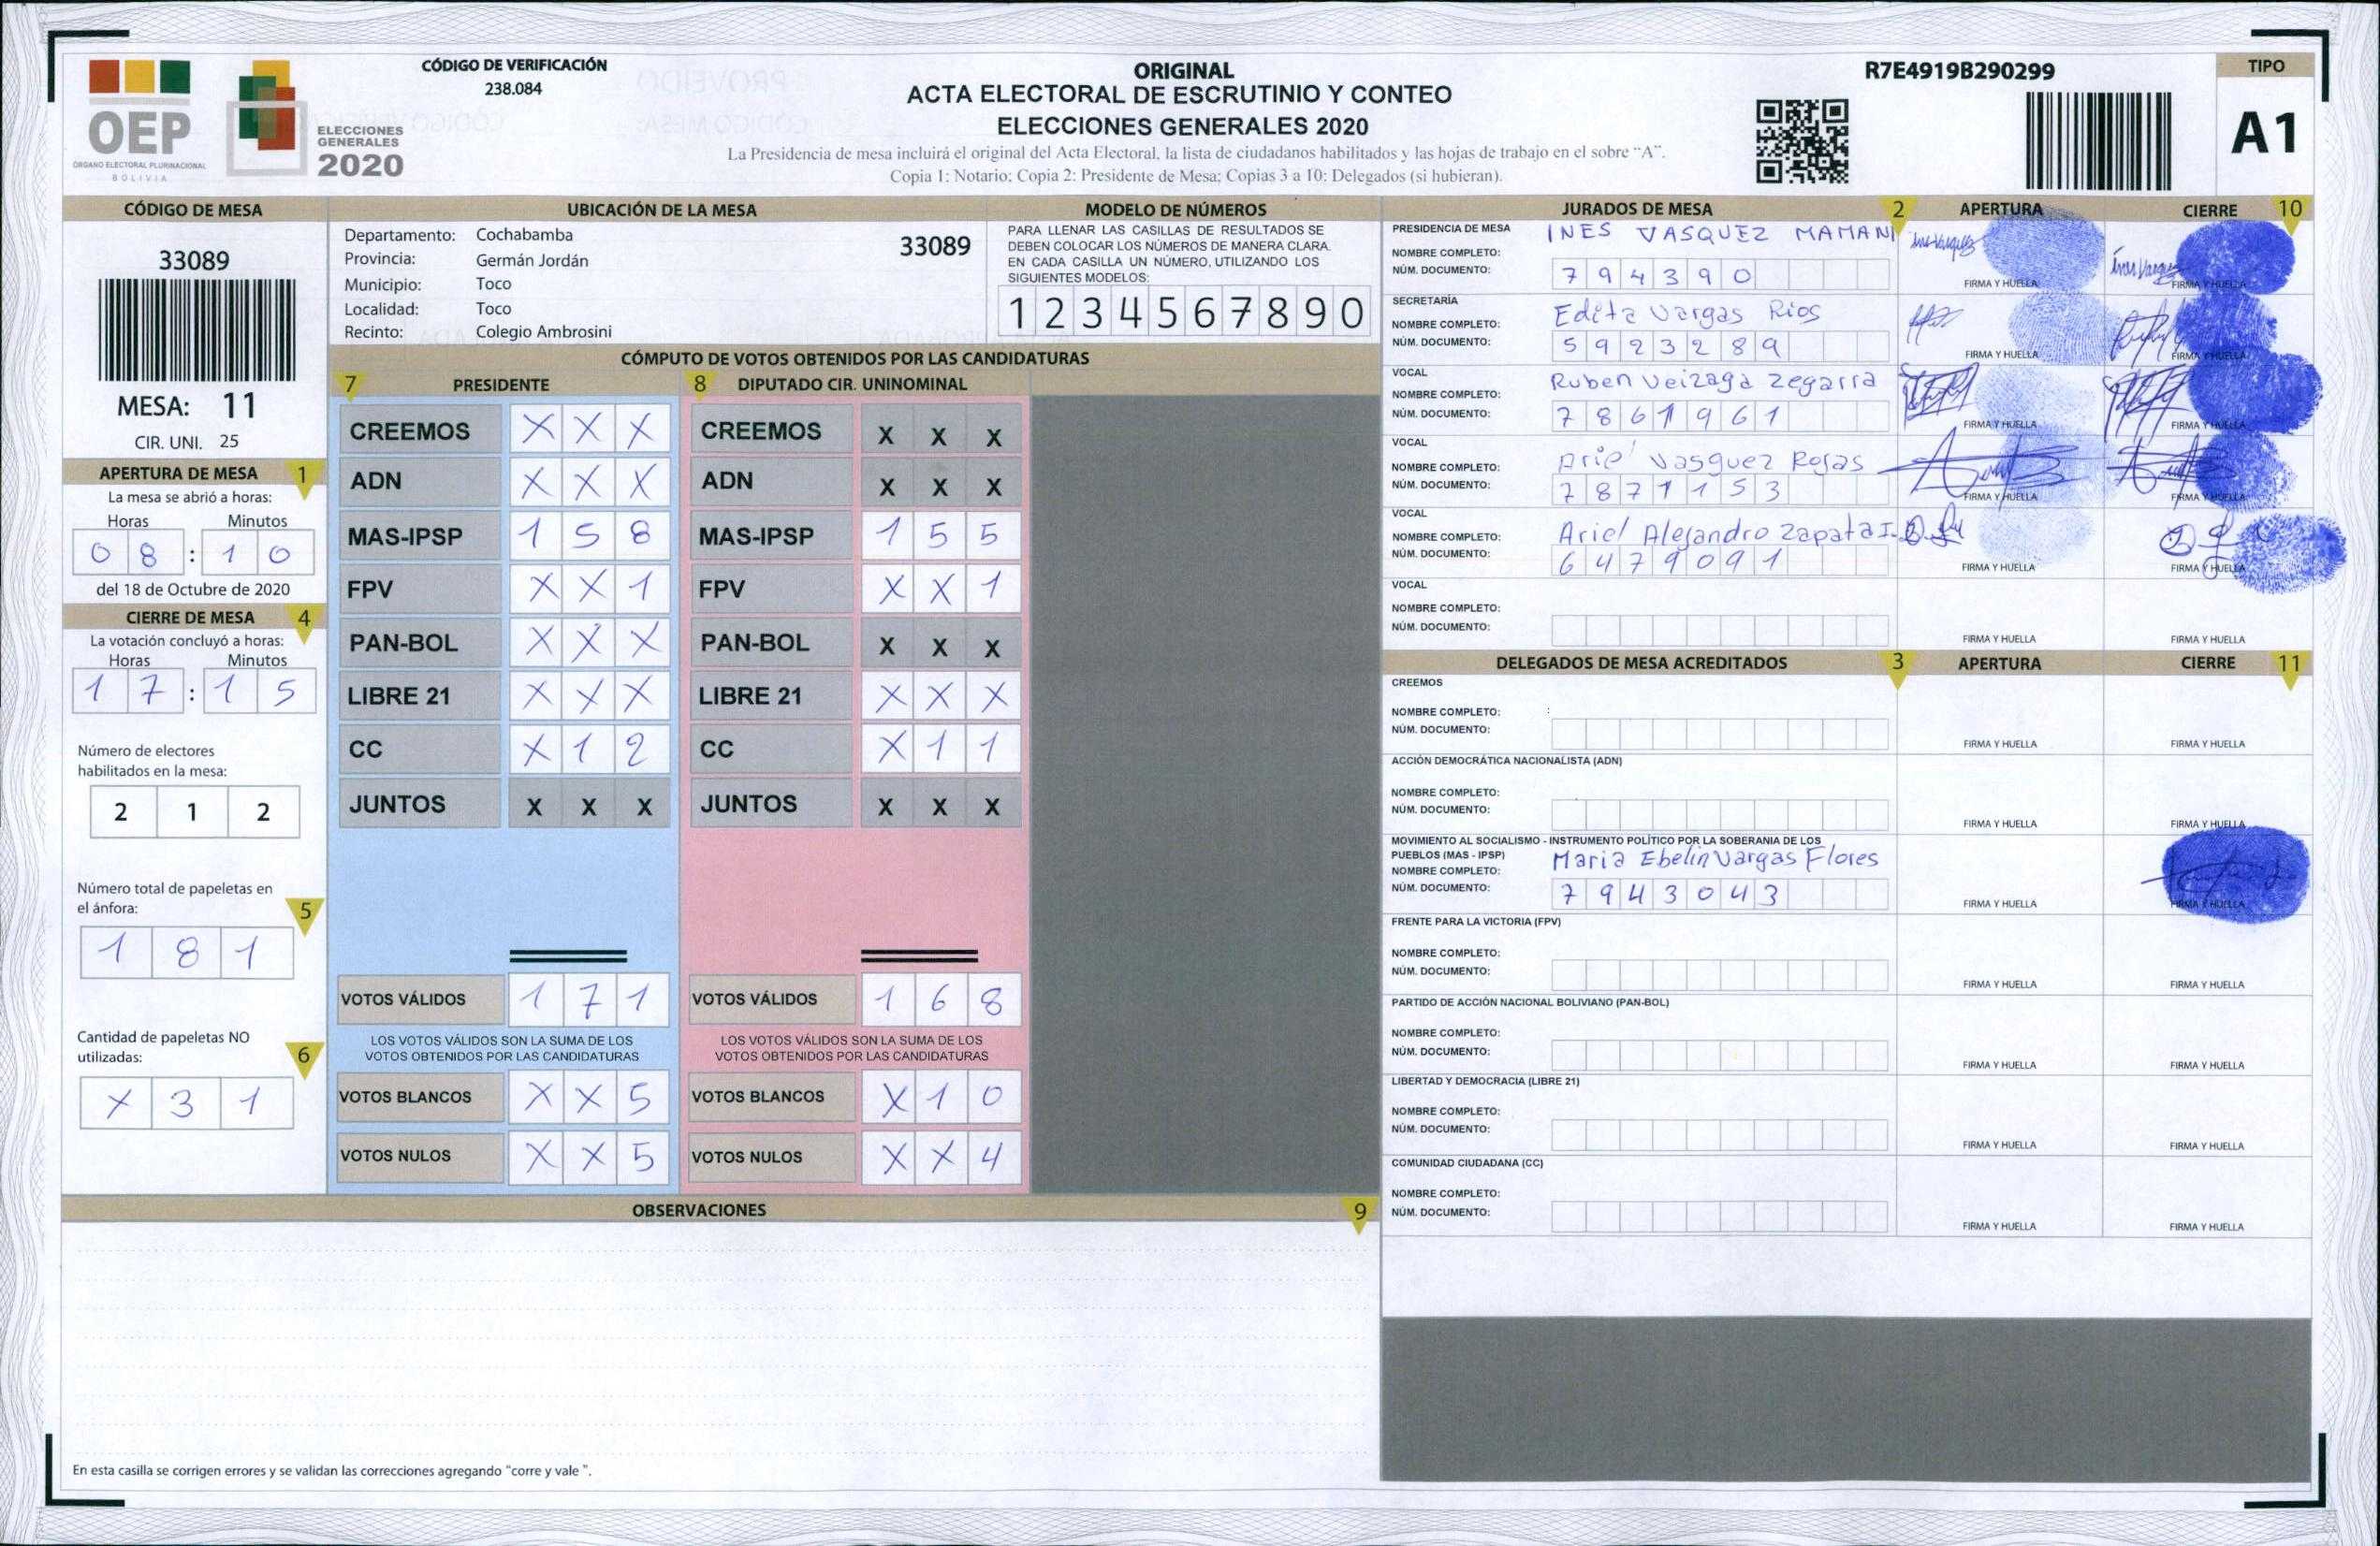 OEP
ÓRGANO ELECTORAL PLURINACIONAL
BOLIVIA
ELECCIONES
GENERALES
2020
CÓDIGO DE VERIFICACIÓN
238.084
ORIGINAL
ACTA ELECTORAL DE ESCRUTINIO Y CONTEO
ELECCIONES GENERALES 2020
La Presidencia de mesa incluirá el original del Acta Electoral, la lista de ciudadanos habilitados y las hojas de trabajo en el sobre “A”.
Copia 1: Notario; Copia 2: Presidente de Mesa; Copias 3 a 10: Delegados (si hubieran).
R7E4919B290299
TIPO
A1
CÓDIGO DE MESA
33089
MESA: 11
CIR. UNI. 25
APERTURA DE MESA 1
La mesa se abrió a horas:
Horas Minutos
0 8 : 1 0
del 18 de Octubre de 2020
CIERRE DE MESA 4
La votación concluyó a horas:
Horas Minutos
1 7 : 1 5
Número de electores
habilitados en la mesa:
2 1 2
Número total de papeletas en
el ánfora: 5
1 8 1
Cantidad de papeletas NO
utilizadas: 6
X 3 1
UBICACIÓN DE LA MESA
Departamento: Cochabamba 33089
Provincia: Germán Jordán
Municipio: Toco
Localidad: Toco
Recinto: Colegio Ambrosini
MODELO DE NÚMEROS
PARA LLENAR LAS CASILLAS DE RESULTADOS SE
DEBEN COLOCAR LOS NÚMEROS DE MANERA CLARA.
EN CADA CASILLA UN NÚMERO, UTILIZANDO LOS
SIGUIENTES MODELOS:
1 2 3 4 5 6 7 8 9 0
CÓMPUTO DE VOTOS OBTENIDOS POR LAS CANDIDATURAS
7 PRESIDENTE 8 DIPUTADO CIR. UNINOMINAL
CREEMOS X X X CREEMOS X X X
ADN X X X ADN X X X
MAS-IPSP 1 5 8 MAS-IPSP 1 5 5
FPV X X 1 FPV X X 1
PAN-BOL X X X PAN-BOL X X X
LIBRE 21 X X X LIBRE 21 X X X
CC X 1 2 CC X 1 1
JUNTOS X X X JUNTOS X X X
VOTOS VÁLIDOS 1 7 1 VOTOS VÁLIDOS 1 6 8
LOS VOTOS VÁLIDOS SON LA SUMA DE LOS LOS VOTOS VÁLIDOS SON LA SUMA DE LOS
VOTOS OBTENIDOS POR LAS CANDIDATURAS VOTOS OBTENIDOS POR LAS CANDIDATURAS
VOTOS BLANCOS X X 5 VOTOS BLANCOS X 1 0
VOTOS NULOS X X 5 VOTOS NULOS X X 4
OBSERVACIONES 9
En esta casilla se corrigen errores y se validan las correcciones agregando “corre y vale ”.
JURADOS DE MESA 2 APERTURA CIERRE 10
PRESIDENCIA DE MESA INES VASQUEZ MAMANI
NOMBRE COMPLETO:
NÚM. DOCUMENTO: 7 9 4 3 9 0 FIRMA Y HUELLA FIRMA Y HUELLA
SECRETARÍA
NOMBRE COMPLETO: Edita Vargas Rios
NÚM. DOCUMENTO: 5 9 2 3 2 8 9 FIRMA Y HUELLA FIRMA Y HUELLA
VOCAL
NOMBRE COMPLETO: Ruben Veizaga Zegarra
NÚM. DOCUMENTO: 7 8 6 1 9 6 1 FIRMA Y HUELLA FIRMA Y HUELLA
VOCAL
NOMBRE COMPLETO: Ariel Vasquez Rojas
NÚM. DOCUMENTO: 7 8 7 1 1 5 3 FIRMA Y HUELLA FIRMA Y HUELLA
VOCAL
NOMBRE COMPLETO: Ariel Alejandro Zapata I.
NÚM. DOCUMENTO: 6 4 7 9 0 9 1 FIRMA Y HUELLA FIRMA Y HUELLA
VOCAL
NOMBRE COMPLETO:
NÚM. DOCUMENTO: FIRMA Y HUELLA FIRMA Y HUELLA
DELEGADOS DE MESA ACREDITADOS 3 APERTURA CIERRE 11
CREEMOS
NOMBRE COMPLETO:
NÚM. DOCUMENTO: FIRMA Y HUELLA FIRMA Y HUELLA
ACCIÓN DEMOCRÁTICA NACIONALISTA (ADN)
NOMBRE COMPLETO:
NÚM. DOCUMENTO: FIRMA Y HUELLA FIRMA Y HUELLA
MOVIMIENTO AL SOCIALISMO - INSTRUMENTO POLÍTICO POR LA SOBERANIA DE LOS
PUEBLOS (MAS - IPSP) Maria Ebelin Vargas Flores
NOMBRE COMPLETO:
NÚM. DOCUMENTO: 7 9 4 3 0 4 3 FIRMA Y HUELLA FIRMA Y HUELLA
FRENTE PARA LA VICTORIA (FPV)
NOMBRE COMPLETO:
NÚM. DOCUMENTO: FIRMA Y HUELLA FIRMA Y HUELLA
PARTIDO DE ACCIÓN NACIONAL BOLIVIANO (PAN-BOL)
NOMBRE COMPLETO:
NÚM. DOCUMENTO: FIRMA Y HUELLA FIRMA Y HUELLA
LIBERTAD Y DEMOCRACIA (LIBRE 21)
NOMBRE COMPLETO:
NÚM. DOCUMENTO: FIRMA Y HUELLA FIRMA Y HUELLA
COMUNIDAD CIUDADANA (CC)
NOMBRE COMPLETO:
NÚM. DOCUMENTO: FIRMA Y HUELLA FIRMA Y HUELLA